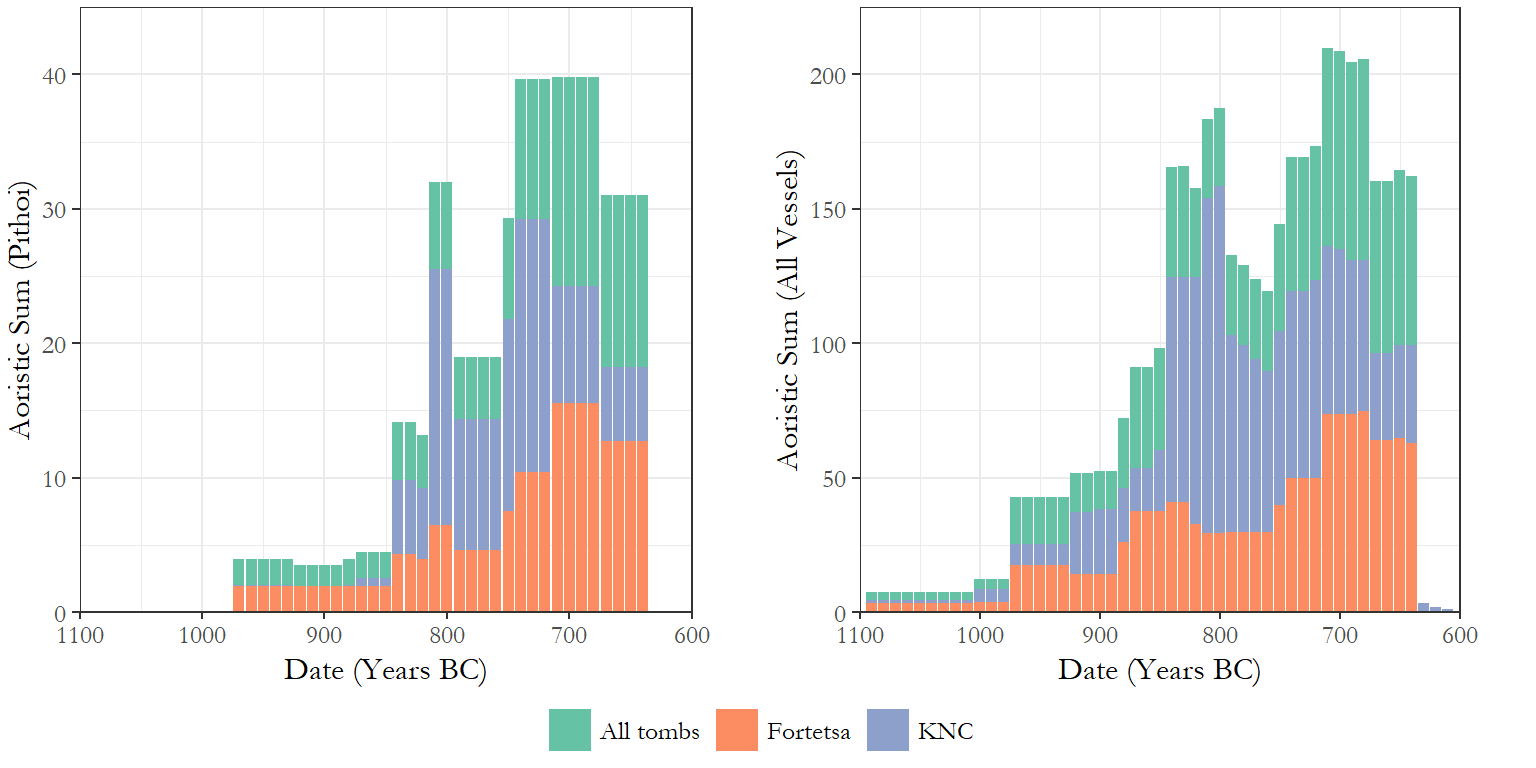 Aoristic Sum (Pithoi)
40
30
20
10
0
1100 1000 900 800 700 600
Date (Years BC)
Aoristic Sum (All Vessels)
200
150
100
50
0
1100 1000 900 800 700 600
Date (Years BC)
All tombs Fortetsa KNC